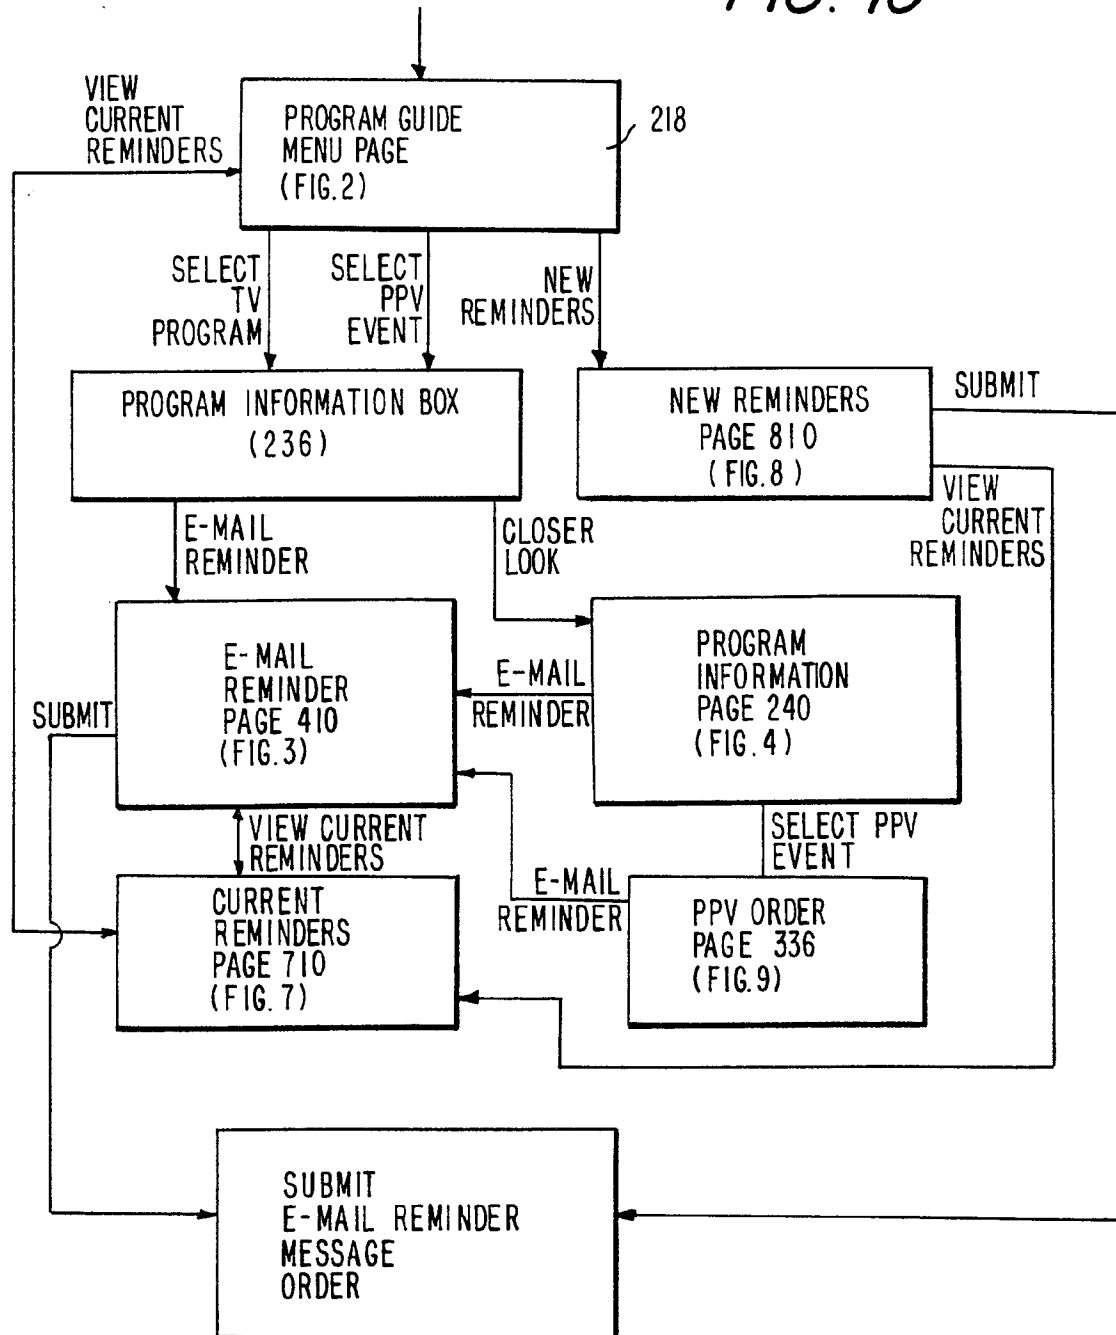 FIG. 10
VIEW
CURRENT
REMINDERS
PROGRAM GUIDE
MENU PAGE
(FIG.2)
218
SELECT
TV
PROGRAM
SELECT
PPV
EVENT
NEW
REMINDERS
PROGRAM INFORMATION BOX
(236)
NEW REMINDERS
PAGE 810
(FIG.8)
SUBMIT
VIEW
CURRENT
REMINDERS
E-MAIL
REMINDER
CLOSER
LOOK
E-MAIL
REMINDER
PAGE 410
(FIG.3)
E-MAIL
REMINDER
PROGRAM
INFORMATION
PAGE 240
(FIG.4)
SUBMIT
VIEW CURRENT
REMINDERS
SELECT PPV
EVENT
CURRENT
REMINDERS
PAGE 710
(FIG.7)
E-MAIL
REMINDER
PPV ORDER
PAGE 336
(FIG.9)
SUBMIT
E-MAIL REMINDER
MESSAGE
ORDER